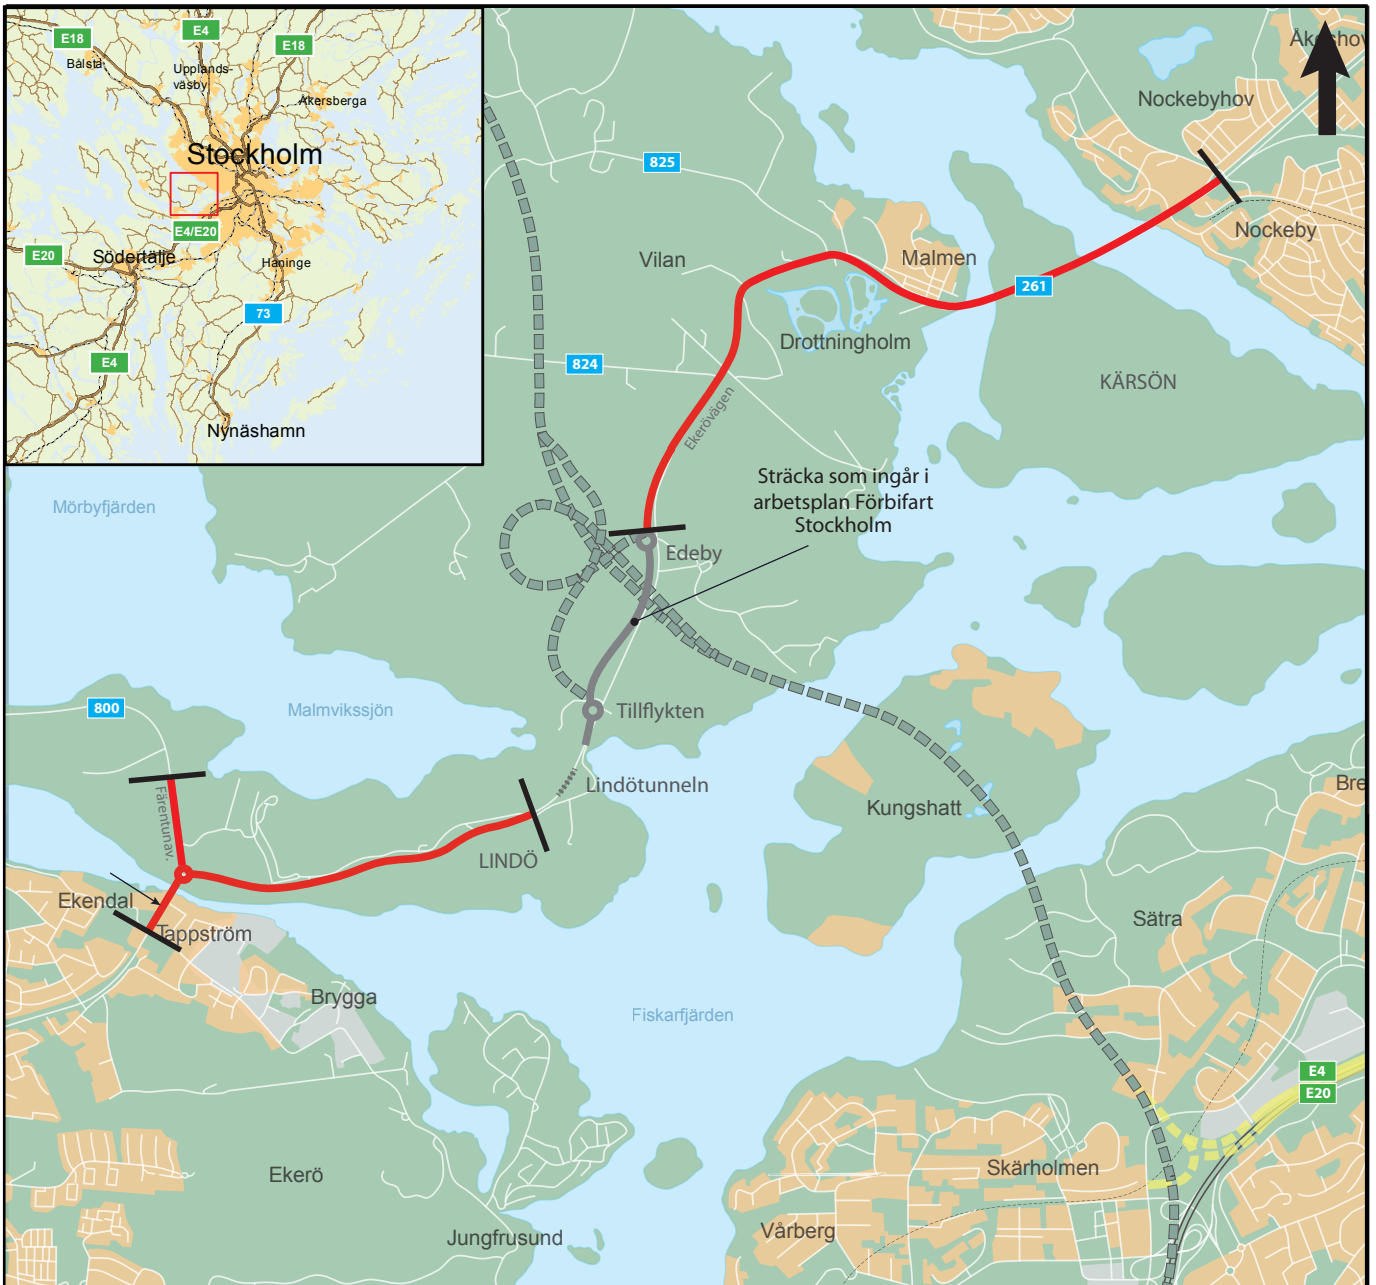 E18
E4
E18
Bålsta
Upplands-
väsby
Åkersberga
Stockholm
E4/E20
E20
Södertälje
Haninge
73
E4
Nynäshamn
Nockebyhov
825
Nockeby
Vilan
Malmen
261
Drottningholm
824
KÄRSÖN
Ekerövägen
Sträcka som ingår i
arbetsplan Förbifart
Stockholm
Mörbyfjärden
Edeby
800
Malmvikssjön
Tillflykten
Färentunav.
Lindötunneln
Bre
Kungshatt
LINDÖ
Ekendal
Tappström
Sätra
Brygga
Fiskarfjärden
E4
E20
Skärholmen
Ekerö
Vårberg
Jungfrusund